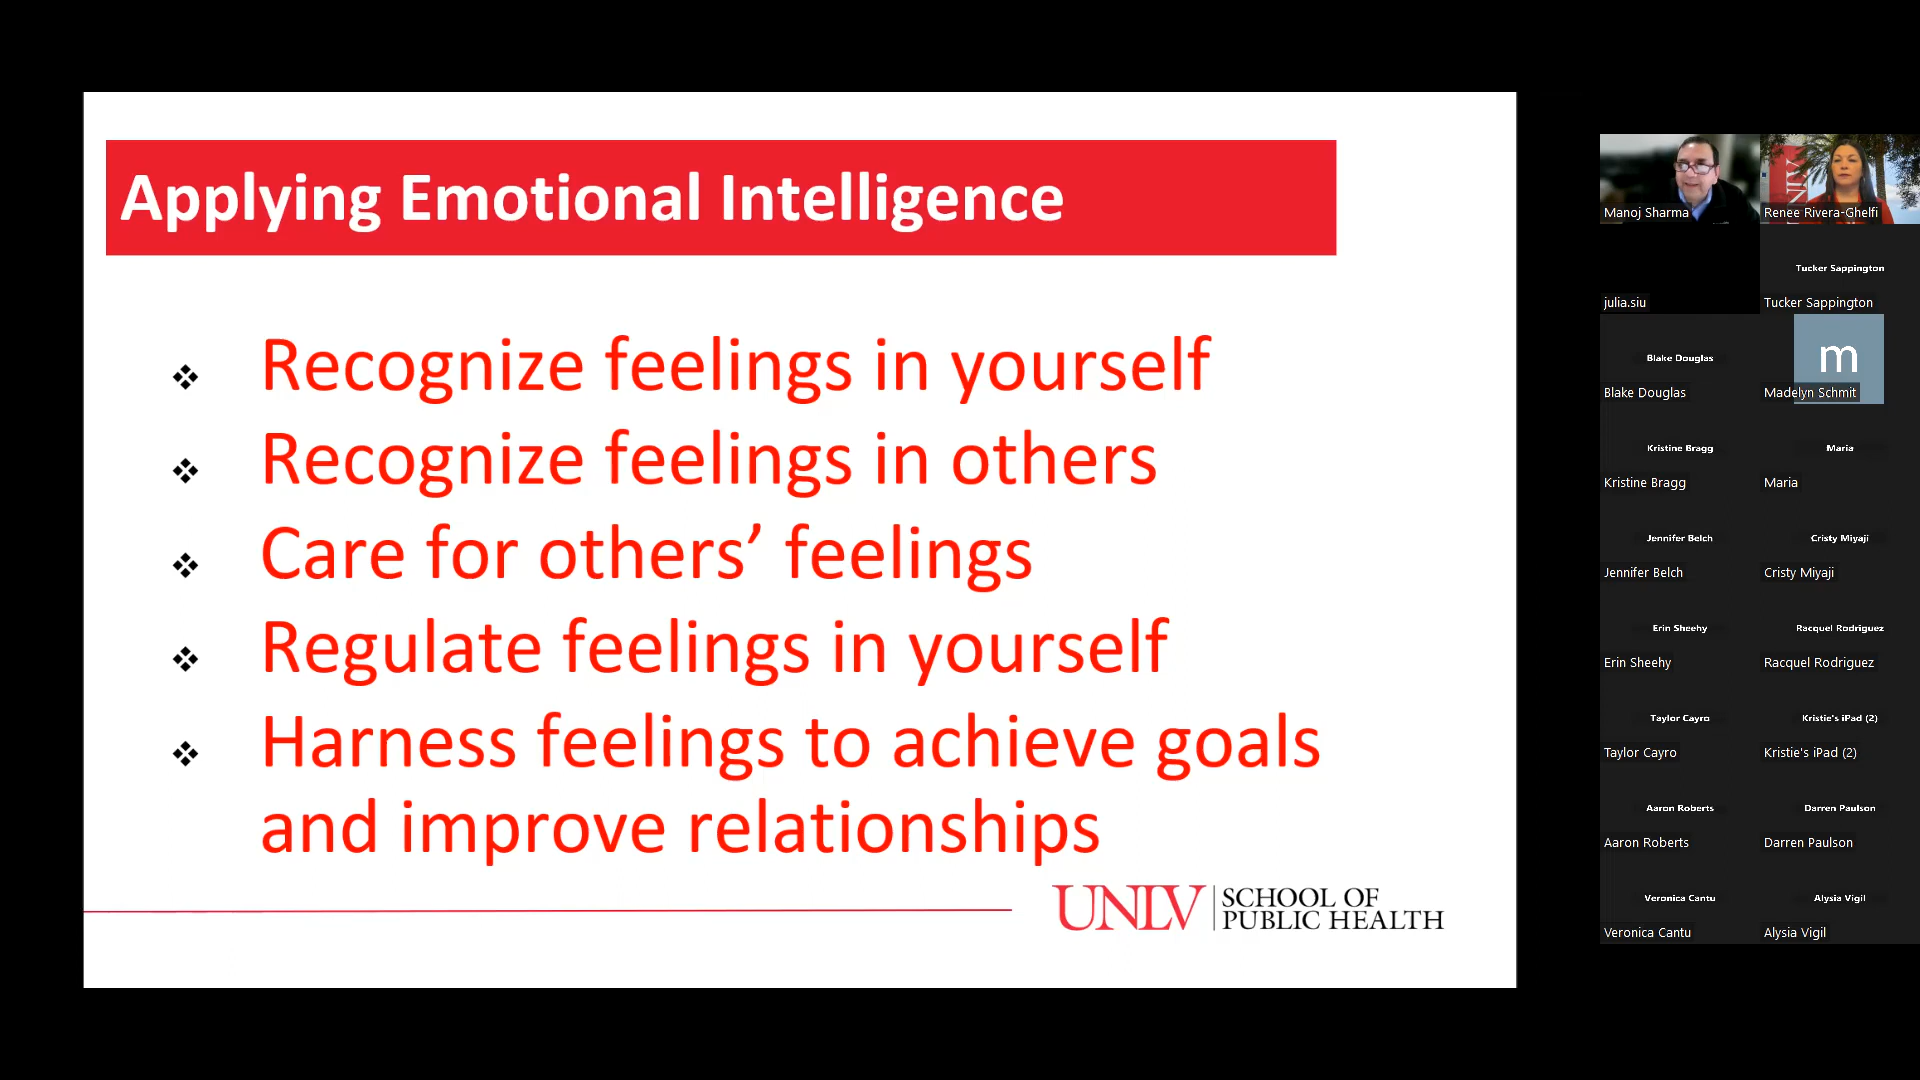 Applying Emotional Intelligence
❖ Recognize feelings in yourself
❖ Recognize feelings in others
❖ Care for others’ feelings
❖ Regulate feelings in yourself
❖ Harness feelings to achieve goals
and improve relationships
UNLV SCHOOL OF
PUBLIC HEALTH
Manoj Sharma
UNLV
Renee Rivera-Ghelfi
julia.siu
Tucker Sappington
Tucker Sappington
Blake Douglas
Blake Douglas
m
Madelyn Schmit
Kristine Bragg
Kristine Bragg
Maria
Maria
Jennifer Belch
Jennifer Belch
Cristy Miyaji
Cristy Miyaji
Erin Sheehy
Erin Sheehy
Racquel Rodriguez
Racquel Rodriguez
Taylor Cayro
Taylor Cayro
Kristie's iPad (2)
Kristie's iPad (2)
Aaron Roberts
Aaron Roberts
Darren Paulson
Darren Paulson
Veronica Cantu
Veronica Cantu
Alysia Vigil
Alysia Vigil